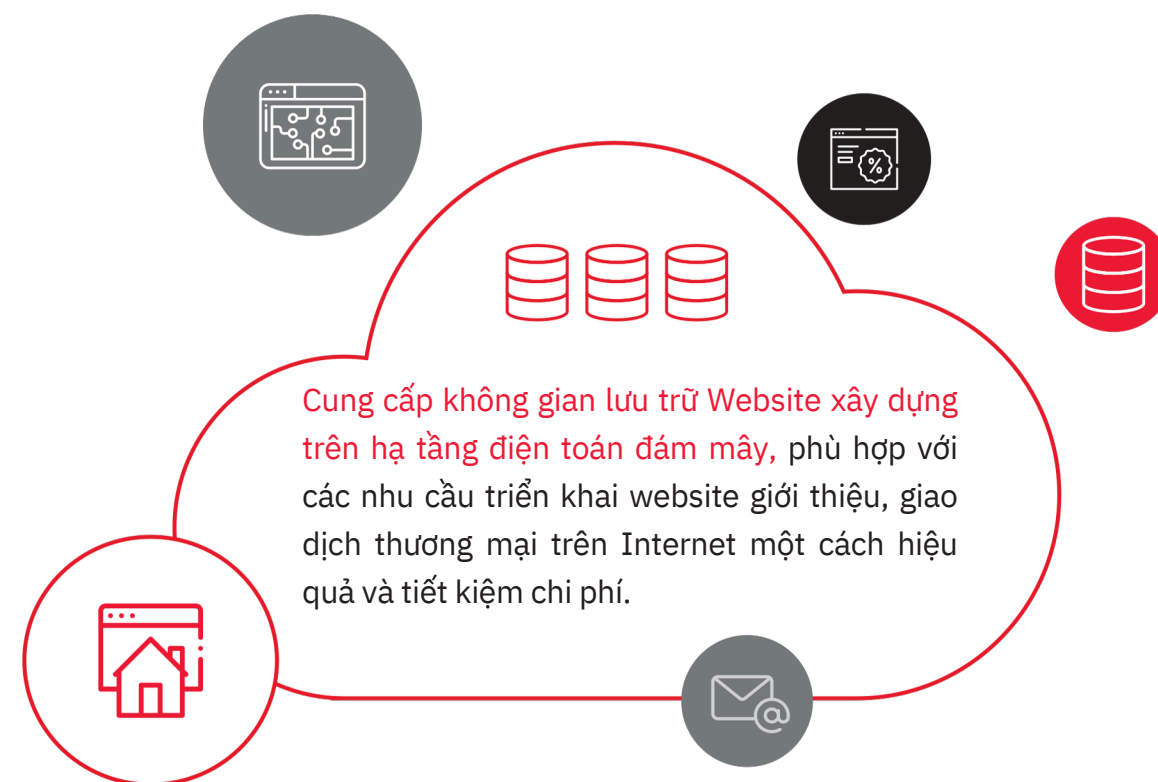 Cung cấp không gian lưu trữ Website xây dựng
trên hạ tầng điện toán đám mây, phù hợp với
các nhu cầu triển khai website giới thiệu, giao
dịch thương mại trên Internet một cách hiệu
quả và tiết kiệm chi phí.